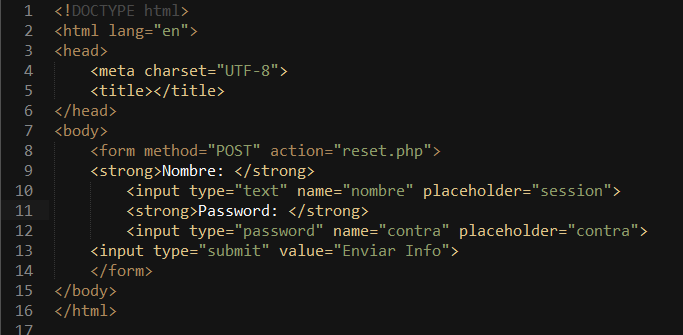 1 <!DOCTYPE html>
2 <html lang="en">
3 <head>
4 <meta charset="UTF-8">
5 <title></title>
6 </head>
7 <body>
8 <form method="POST" action="reset.php">
9 <strong>Nombre: </strong>
10 <input type="text" name="nombre" placeholder="session">
11 <strong>Password: </strong>
12 <input type="password" name="contra" placeholder="contra">
13 <input type="submit" value="Enviar Info">
14 </form>
15 </body>
16 </html>
17